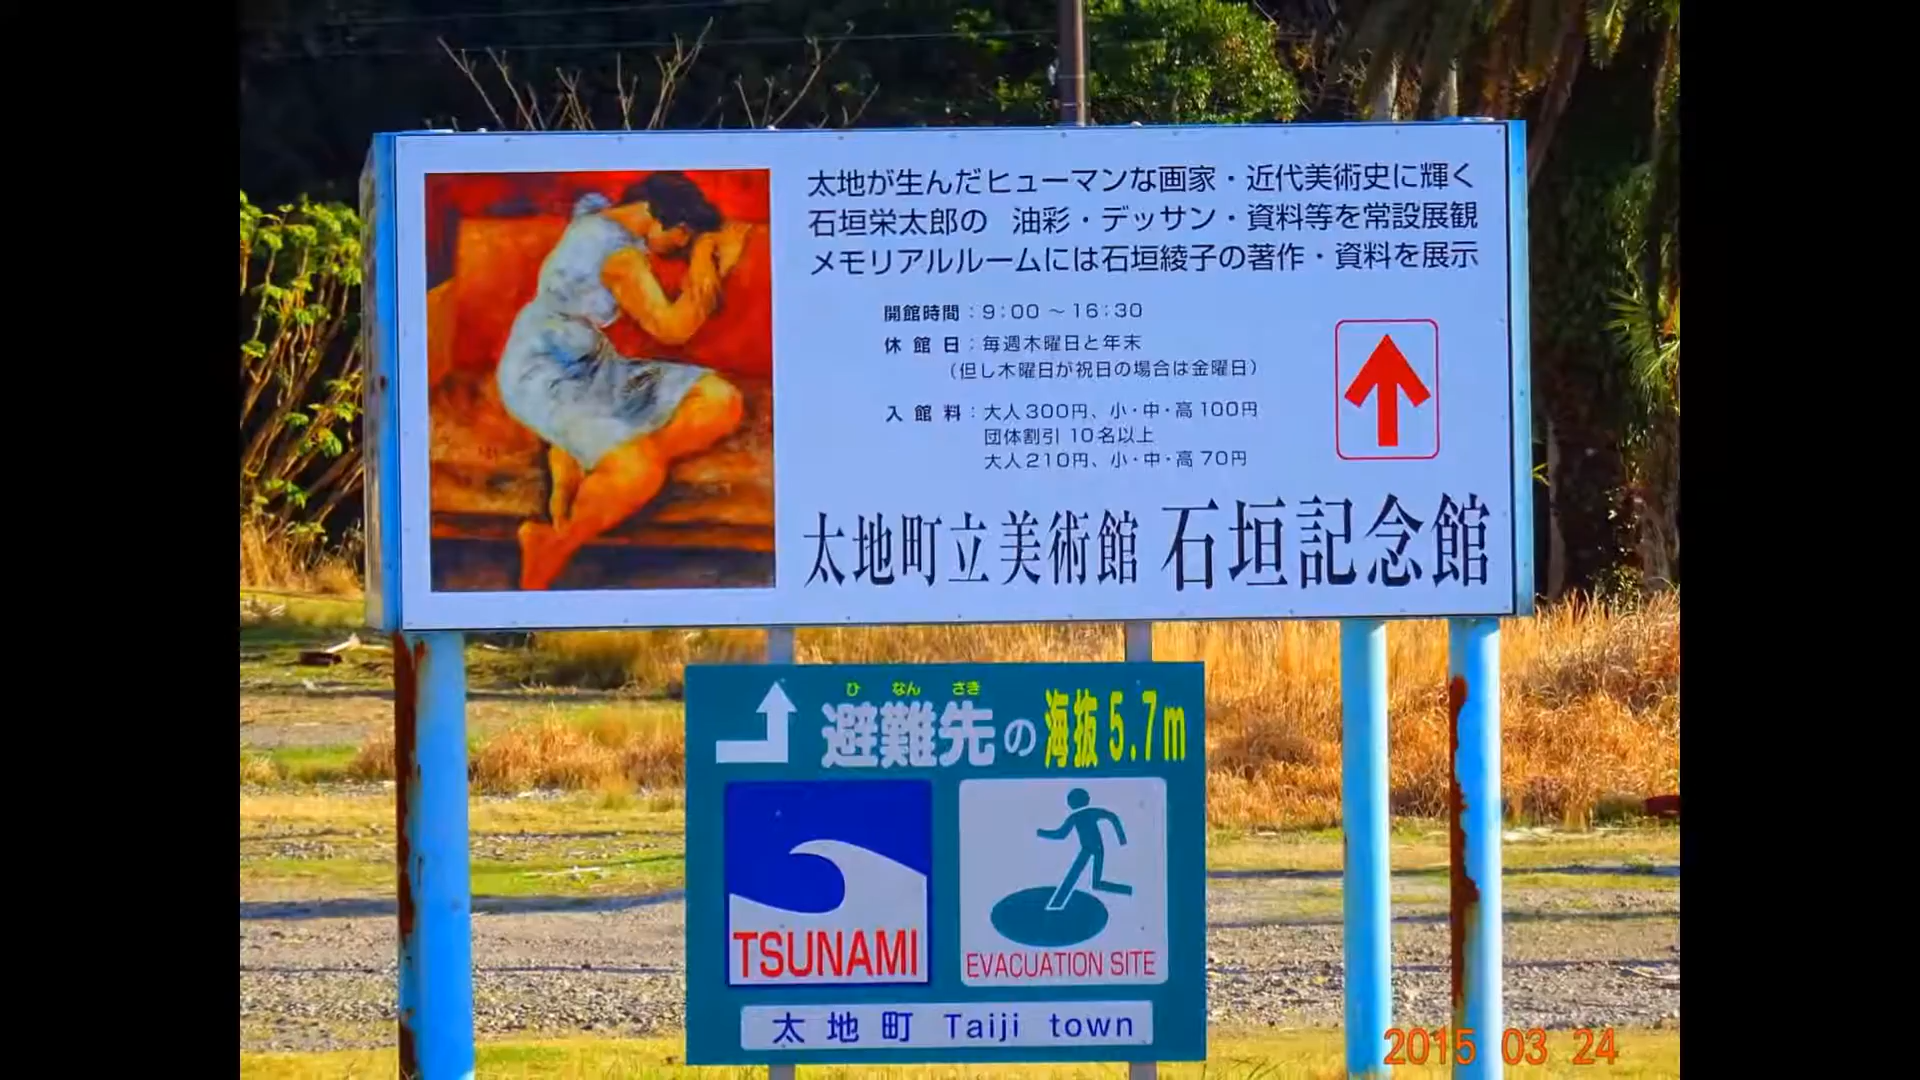 太地が生んだヒューマンな画家・近代美術史に輝く
石垣栄太郎の 油彩・デッサン・資料等を常設展観
メモリアルルームには石垣綾子の著作・資料を展示
開館時間：9:00 ～16:30
休館日：毎週木曜日と年末
（但し木曜日が祝日の場合は金曜日）
入館料：大人300円、小・中・高100円
団体割引 10名以上
大人210円、小・中・高70円
太地町立美術館 石垣記念館
ひ なん さき
避難先の海抜5.7m
TSUNAMI
EVACUATION SITE
太地町 Taiji town
2015 03 24